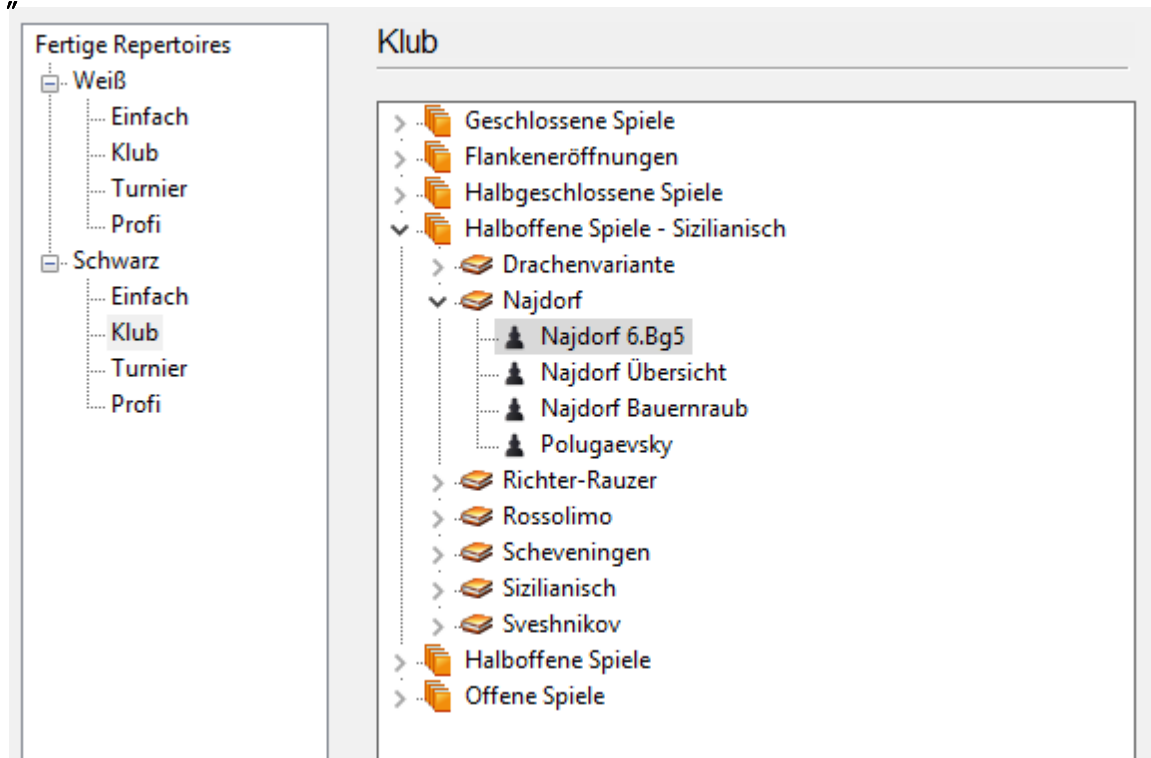 "
Fertige Repertoires
Weiß
Einfach
Klub
Turnier
Profi
Schwarz
Einfach
Klub
Turnier
Profi
Klub
Geschlossene Spiele
Flankeneröffnungen
Halbgeschlossene Spiele
Halboffene Spiele - Sizilianisch
Drachenvariante
Najdorf
Najdorf 6.Bg5
Najdorf Übersicht
Najdorf Bauernraub
Polugaevsky
Richter-Rauzer
Rossolimo
Scheveningen
Sizilianisch
Sveshnikov
Halboffene Spiele
Offene Spiele